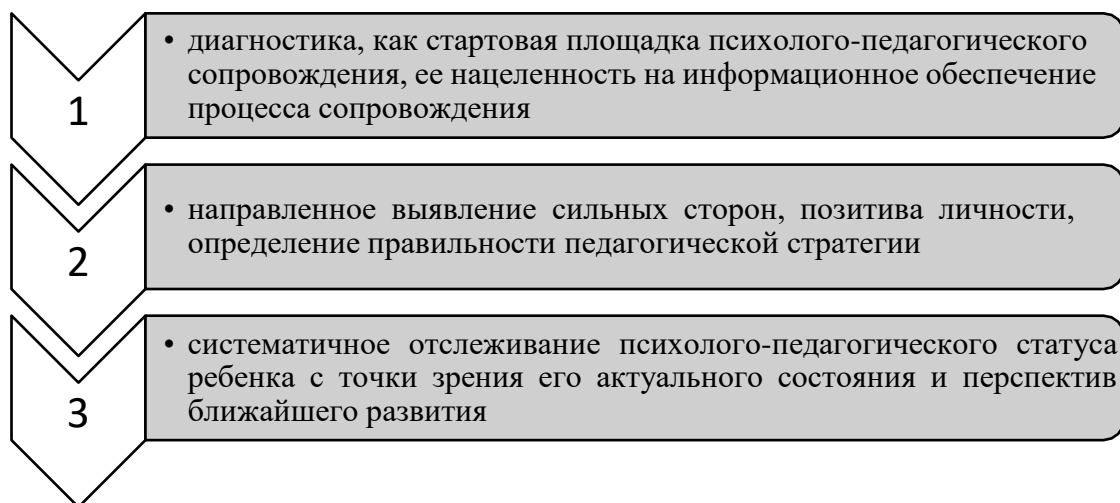 1
• диагностика, как стартовая площадка психолого-педагогического
сопровождения, ее нацеленность на информационное обеспечение
процесса сопровождения
2
• направленное выявление сильных сторон, позитива личности,
определение правильности педагогической стратегии
3
• систематичное отслеживание психолого-педагогического статуса
ребенка с точки зрения его актуального состояния и перспектив
ближайшего развития